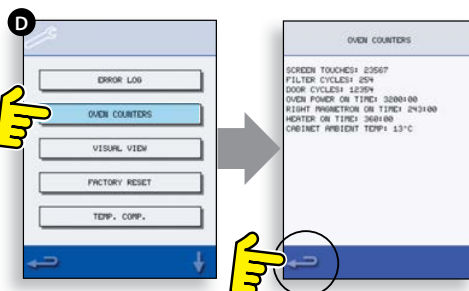 D
ERROR LOG
OVEN COUNTERS
VISUAL VIEW
FACTORY RESET
TEMP. COMP.
OVEN COUNTERS
SCREEN TOUCHES: 23567
FILTER CYCLES: 254
DOOR CYCLES: 12354
OVEN POWER ON TIME: 3200:00
RIGHT MAGNETRON ON TIME: 243:00
HEATER ON TIME: 360:00
CABINET AMBIENT TEMP: 13°C